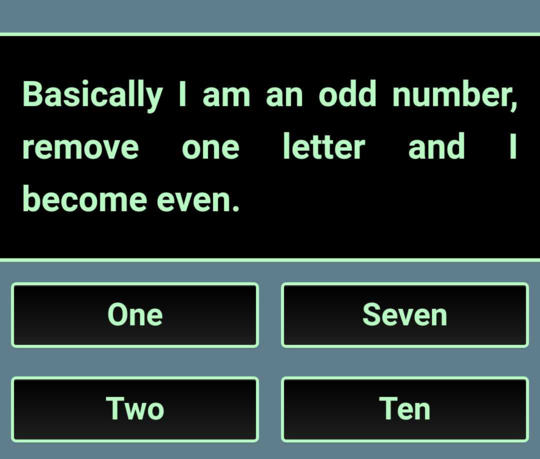 Basically I am an odd number,
remove one letter and I
become even.
One
Seven
Two
Ten